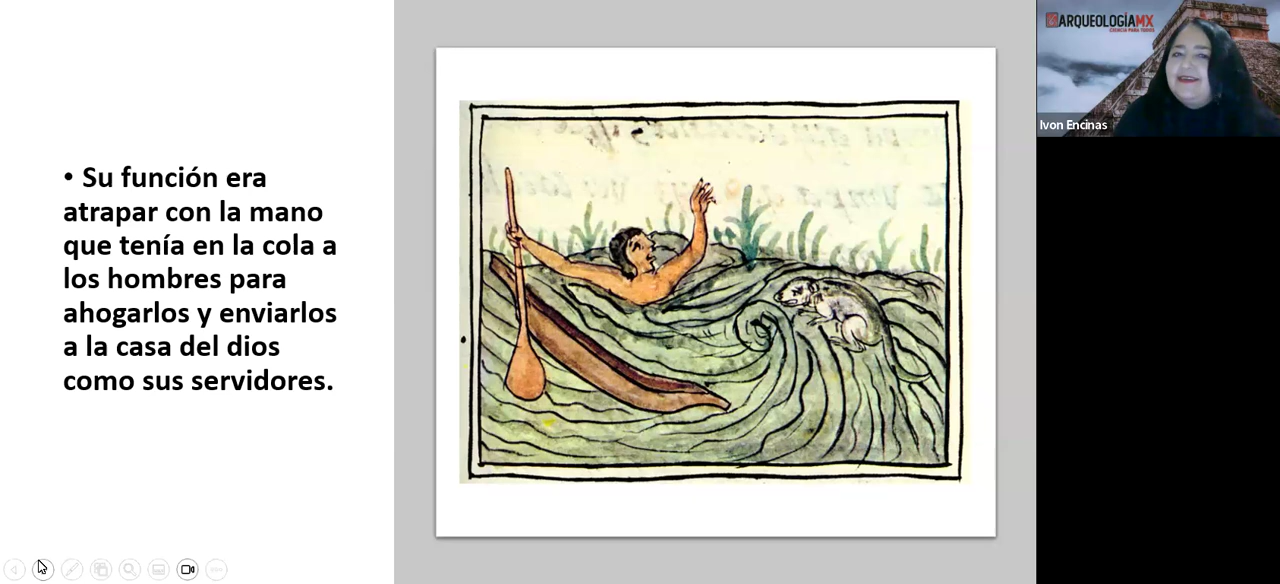 • Su función era
atrapar con la mano
que tenía en la cola a
los hombres para
ahogarlos y enviarlos
a la casa del dios
como sus servidores.
ARQUEOLOGÍAMX
CIENCIA PARA TODOS
Ivon Encinas